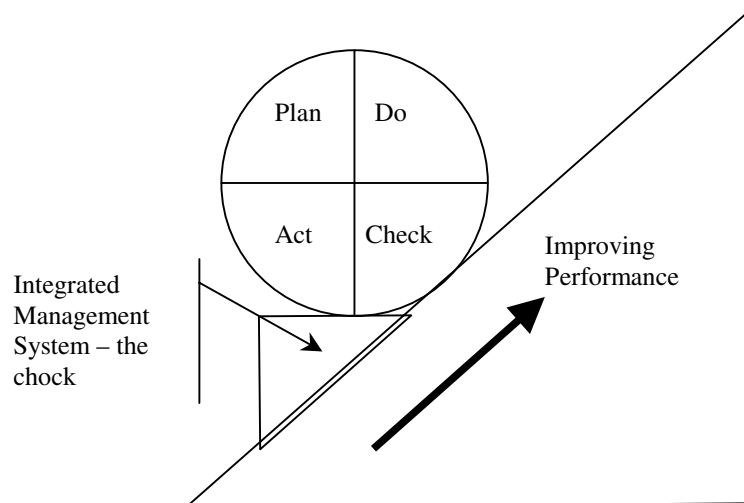 Plan
Do
Act
Check
Improving
Performance
Integrated
Management
System – the
chock